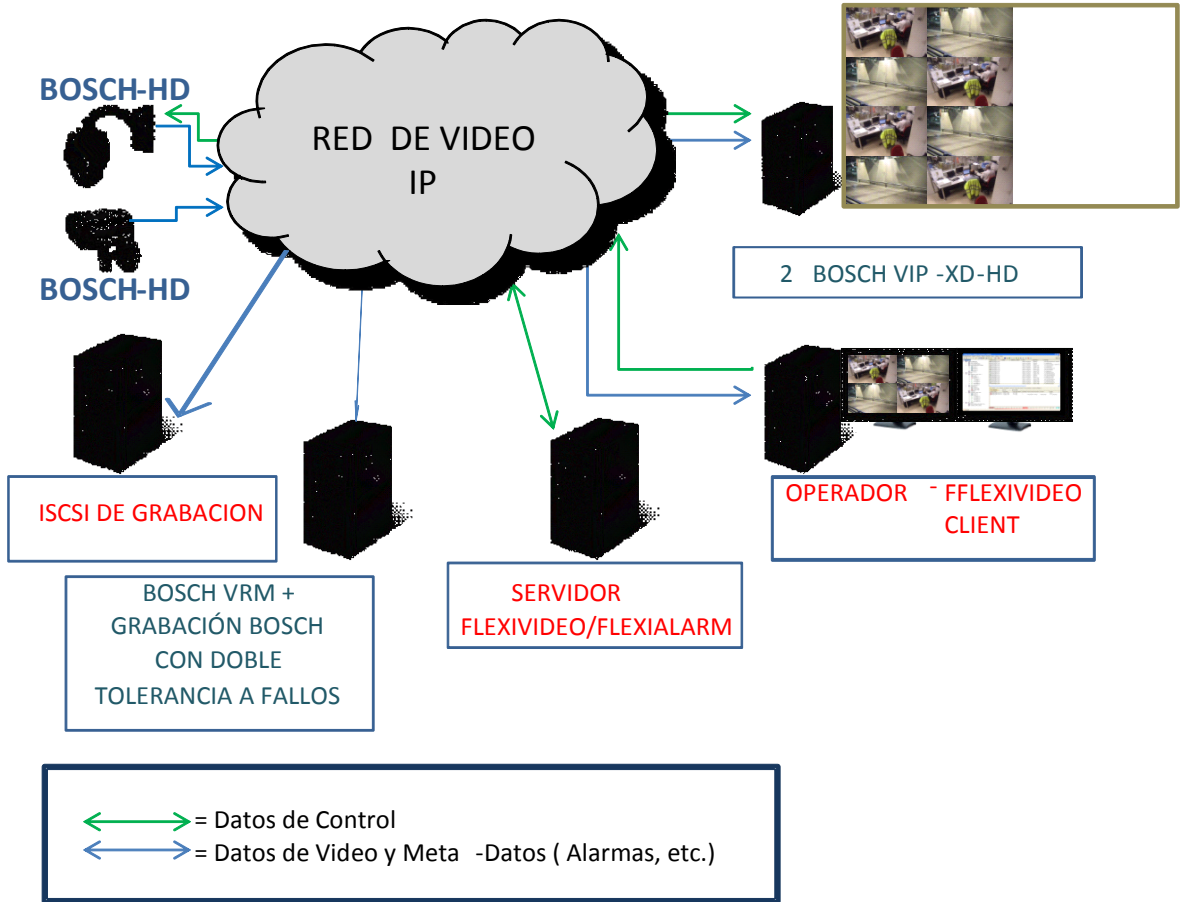 BOSCH-HD
RED DE VIDEO
IP
BOSCH-HD
2 BOSCH VIP -XD-HD
ISCSI DE GRABACION
OPERADOR - FFLEXIVIDEO
CLIENT
BOSCH VRM +
GRABACIÓN BOSCH
CON DOBLE
TOLERANCIA A FALLOS
SERVIDOR
FLEXIVIDEO/FLEXIALARM
= Datos de Control
= Datos de Video y Meta -Datos ( Alarmas, etc.)